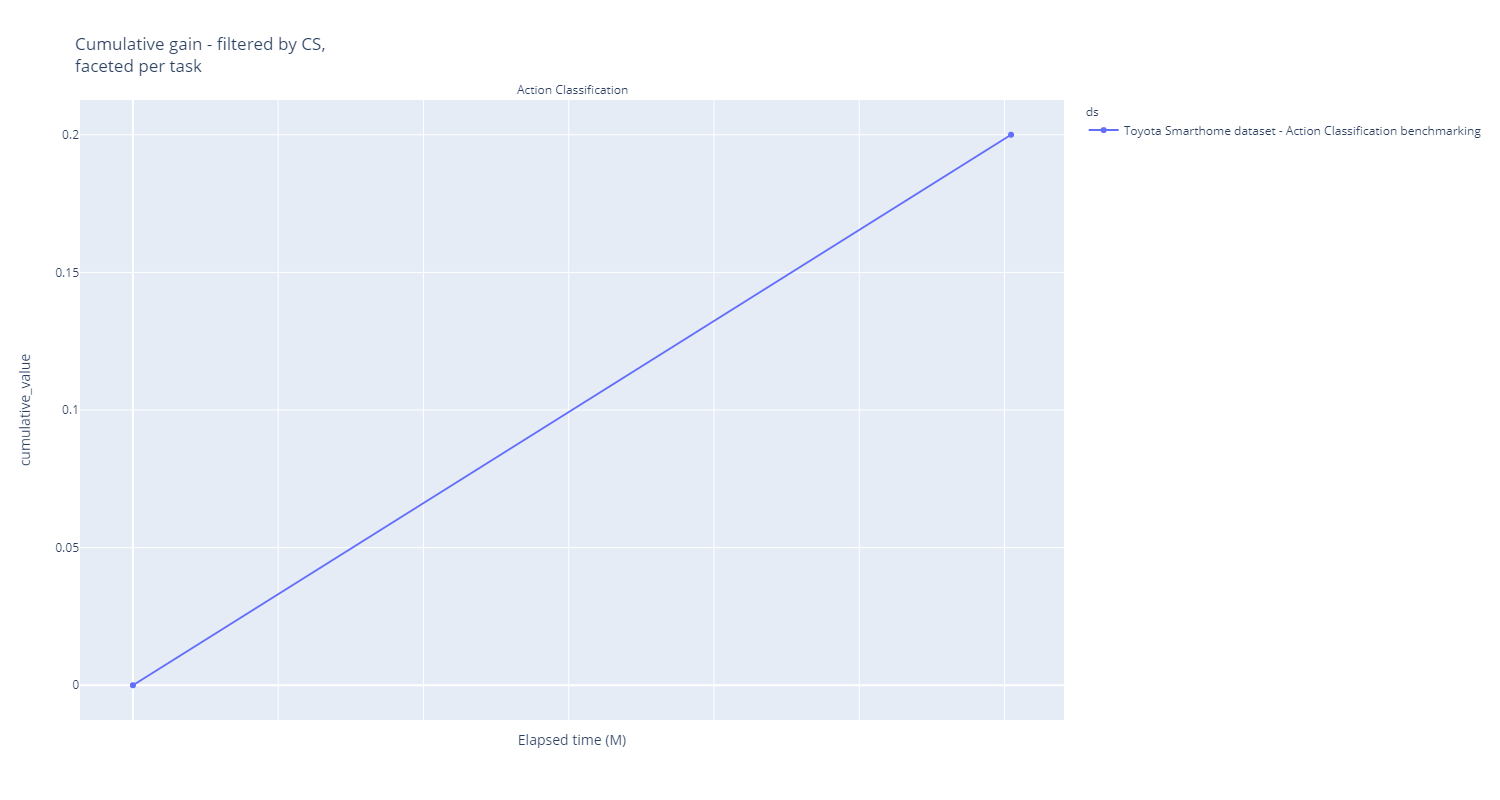 Cumulative gain - filtered by CS,
faceted per task
Action Classification
ds
Toyota Smarthome dataset - Action Classification benchmarking
0.2
0.15
0.1
0.05
0
cumulative_value
Elapsed time (M)